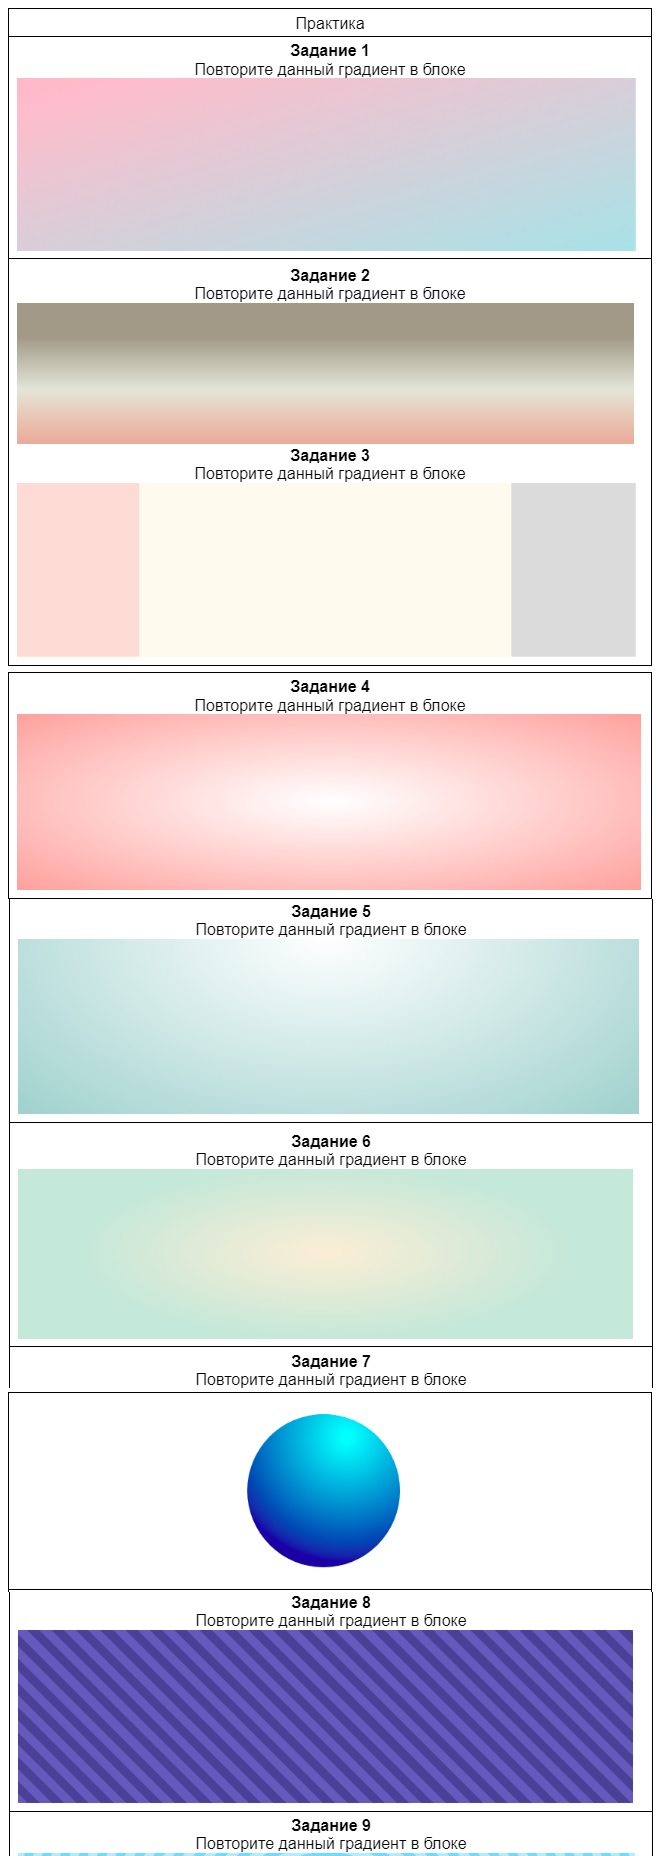 Практика
Задание 1
Повторите данный градиент в блоке
Задание 2
Повторите данный градиент в блоке
Задание 3
Повторите данный градиент в блоке
Задание 4
Повторите данный градиент в блоке
Задание 5
Повторите данный градиент в блоке
Задание 6
Повторите данный градиент в блоке
Задание 7
Повторите данный градиент в блоке
Задание 8
Повторите данный градиент в блоке
Задание 9
Повторите данный градиент в блоке